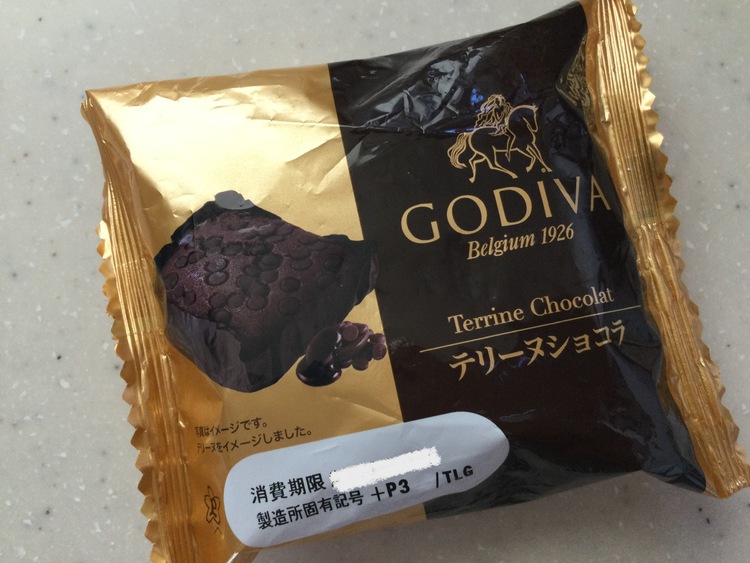 GODIVA
Belgium 1926
Terrine Chocolat
テリーヌショコラ
写真はイメージです。
テリーヌをイメージしました。
消費期限
製造所固有記号 +P3 /TLG